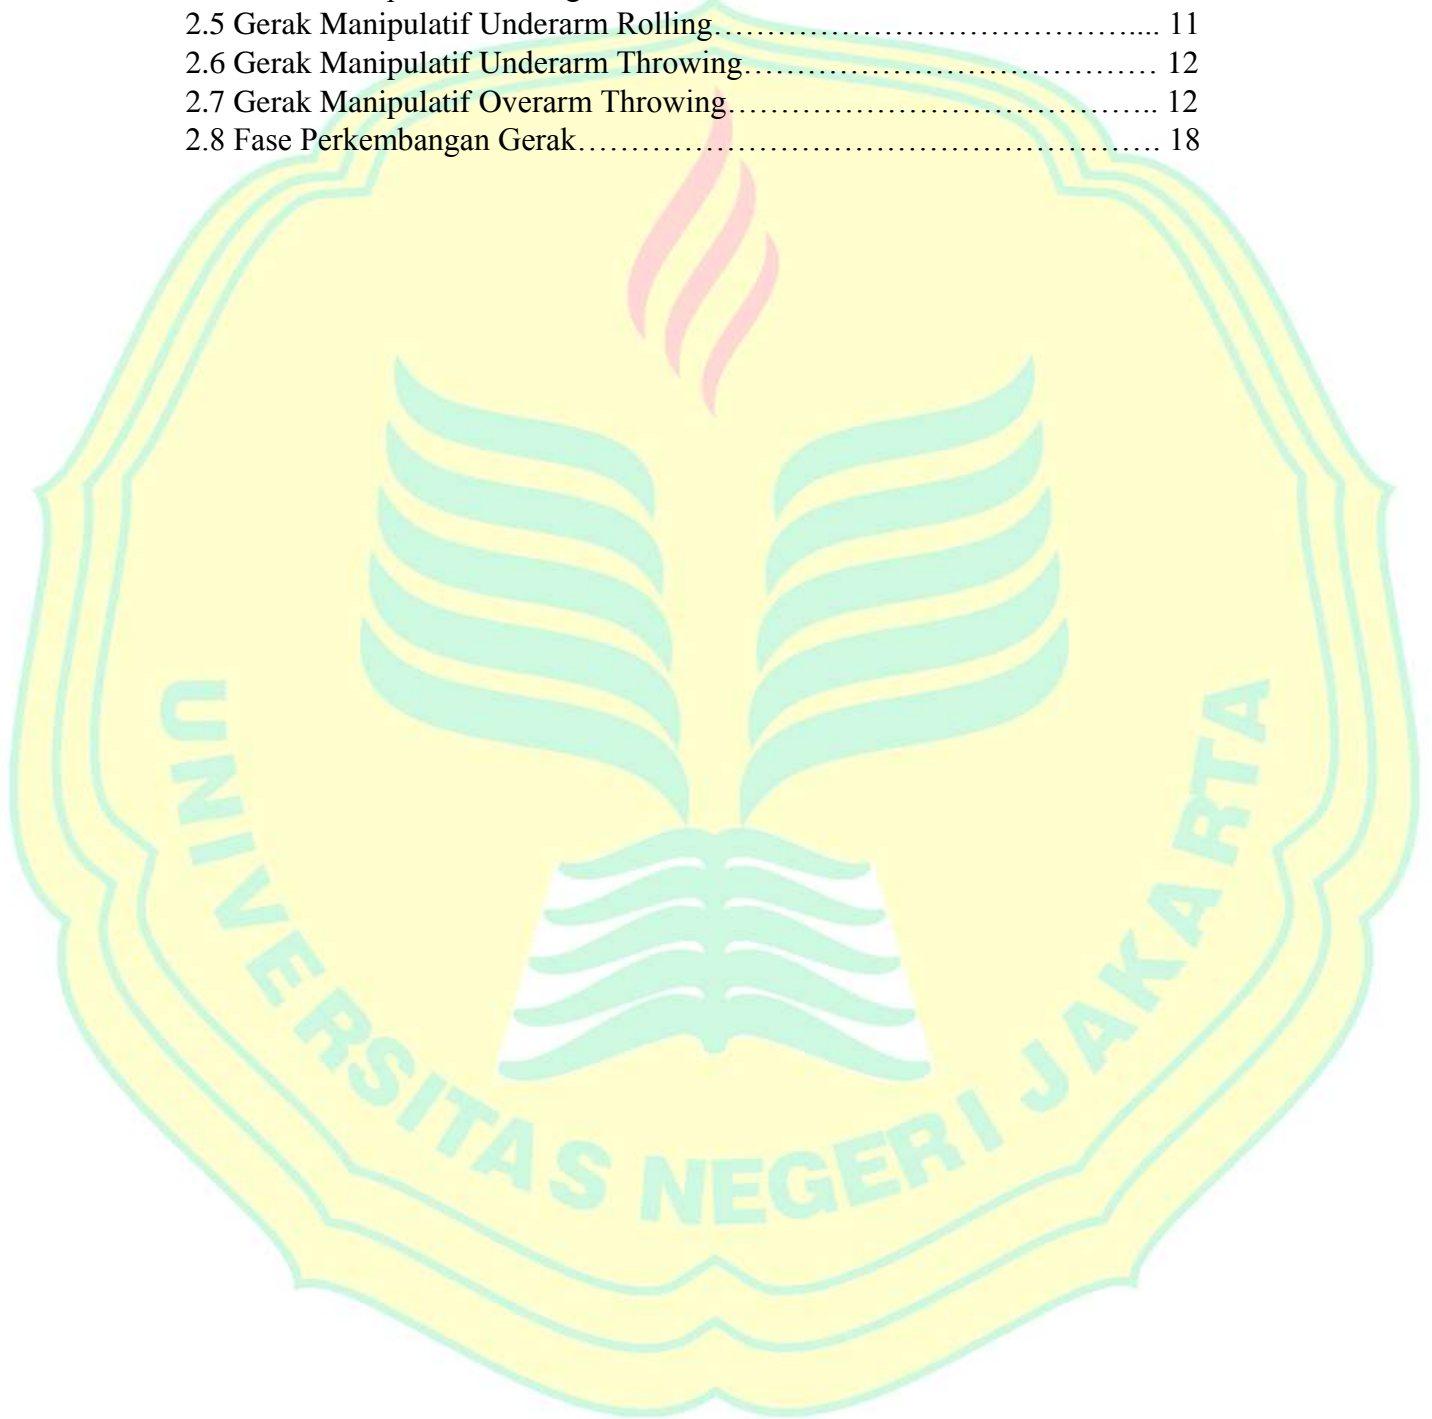 2.5 Gerak Manipulatif Underarm Rolling…………………………………..... 11
2.6 Gerak Manipulatif Underarm Throwing………………………………… 12
2.7 Gerak Manipulatif Overarm Throwing………………………………….. 12
2.8 Fase Perkembangan Gerak………………………………………………. 18
UNIVERSITAS NEGERI JAKARTA